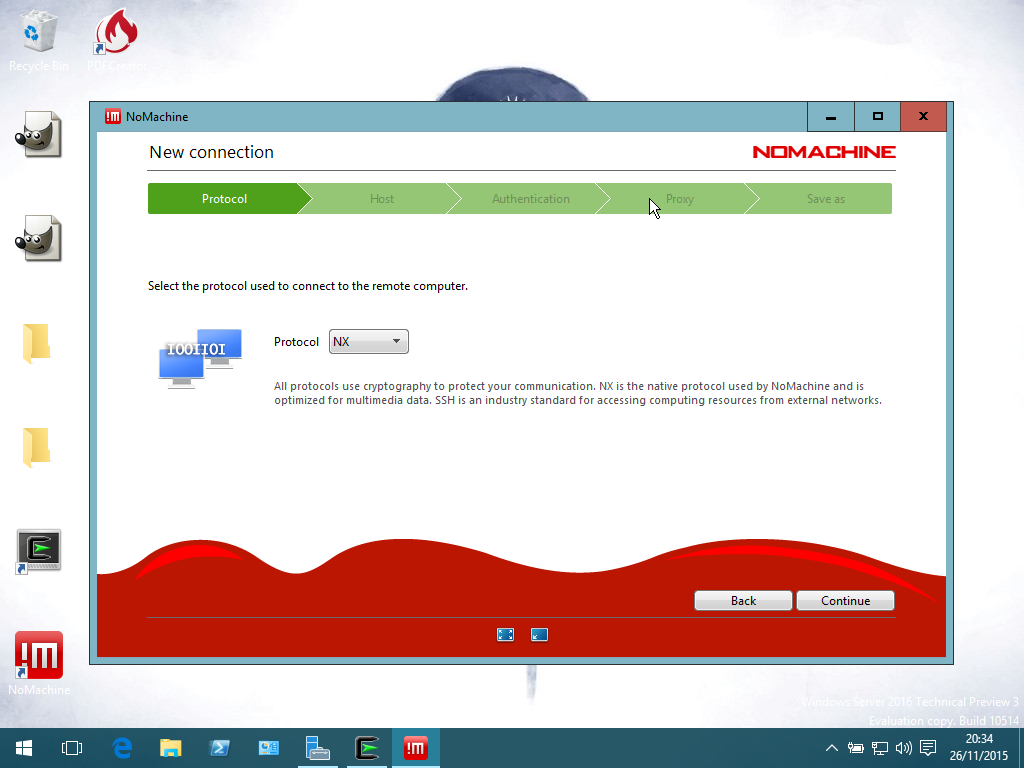 Recycle Bin
PDFCreator
NoMachine
New connection
NOMACHINE
Protocol
Host
Authentication
Proxy
Save as
Select the protocol used to connect to the remote computer.
IOOIIOI
Protocol
NX
All protocols use cryptography to protect your communication. NX is the native protocol used by NoMachine and is
optimized for multimedia data. SSH is an industry standard for accessing computing resources from external networks.
Back
Continue
!M
NoMachine
Windows Server 2016 Technical Preview 3
Evaluation copy. Build 10514
20:34
26/11/2015